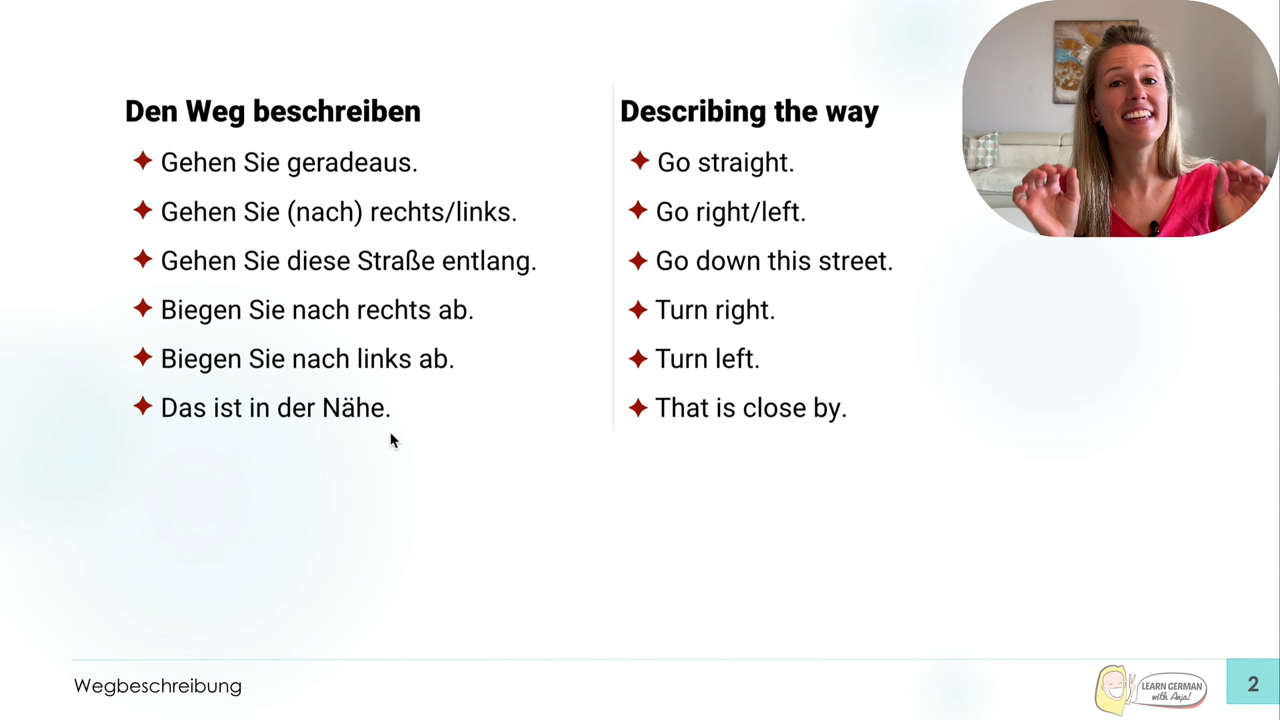 Den Weg beschreiben
Gehen Sie geradeaus.
Gehen Sie (nach) rechts/links.
Gehen Sie diese Straße entlang.
Biegen Sie nach rechts ab.
Biegen Sie nach links ab.
Das ist in der Nähe.
Describing the way
Go straight.
Go right/left.
Go down this street.
Turn right.
Turn left.
That is close by.
Wegbeschreibung
LEARN GERMAN
with Anja!
2